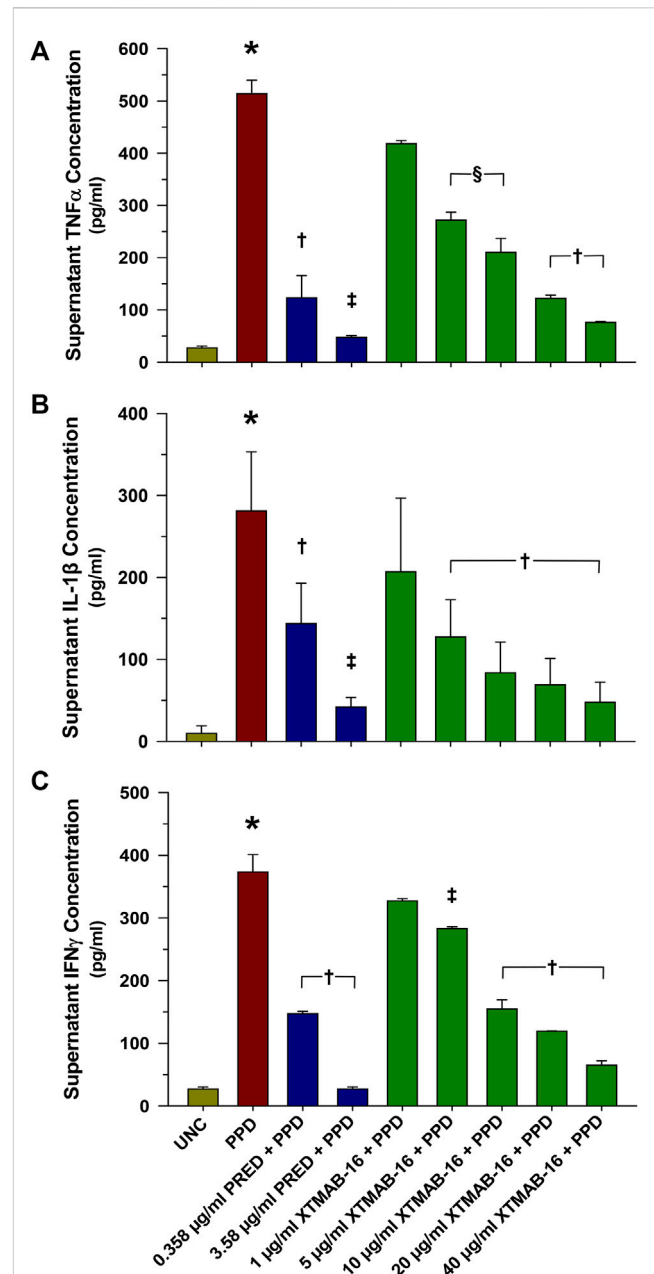 A
Supernatant TNFα Concentration
(pg/ml)
600
500
400
300
200
100
0
*
†
‡
§
†
B
Supernatant IL-1β Concentration
(pg/ml)
400
300
200
100
0
*
†
‡
†
C
Supernatant IFNγ Concentration
(pg/ml)
500
400
300
200
100
0
*
†
‡
†
UNC
PPD
0.358 µg/ml PRED + PPD
3.58 µg/ml PRED + PPD
1 µg/ml XTMAB-16 + PPD
5 µg/ml XTMAB-16 + PPD
10 µg/ml XTMAB-16 + PPD
20 µg/ml XTMAB-16 + PPD
40 µg/ml XTMAB-16 + PPD